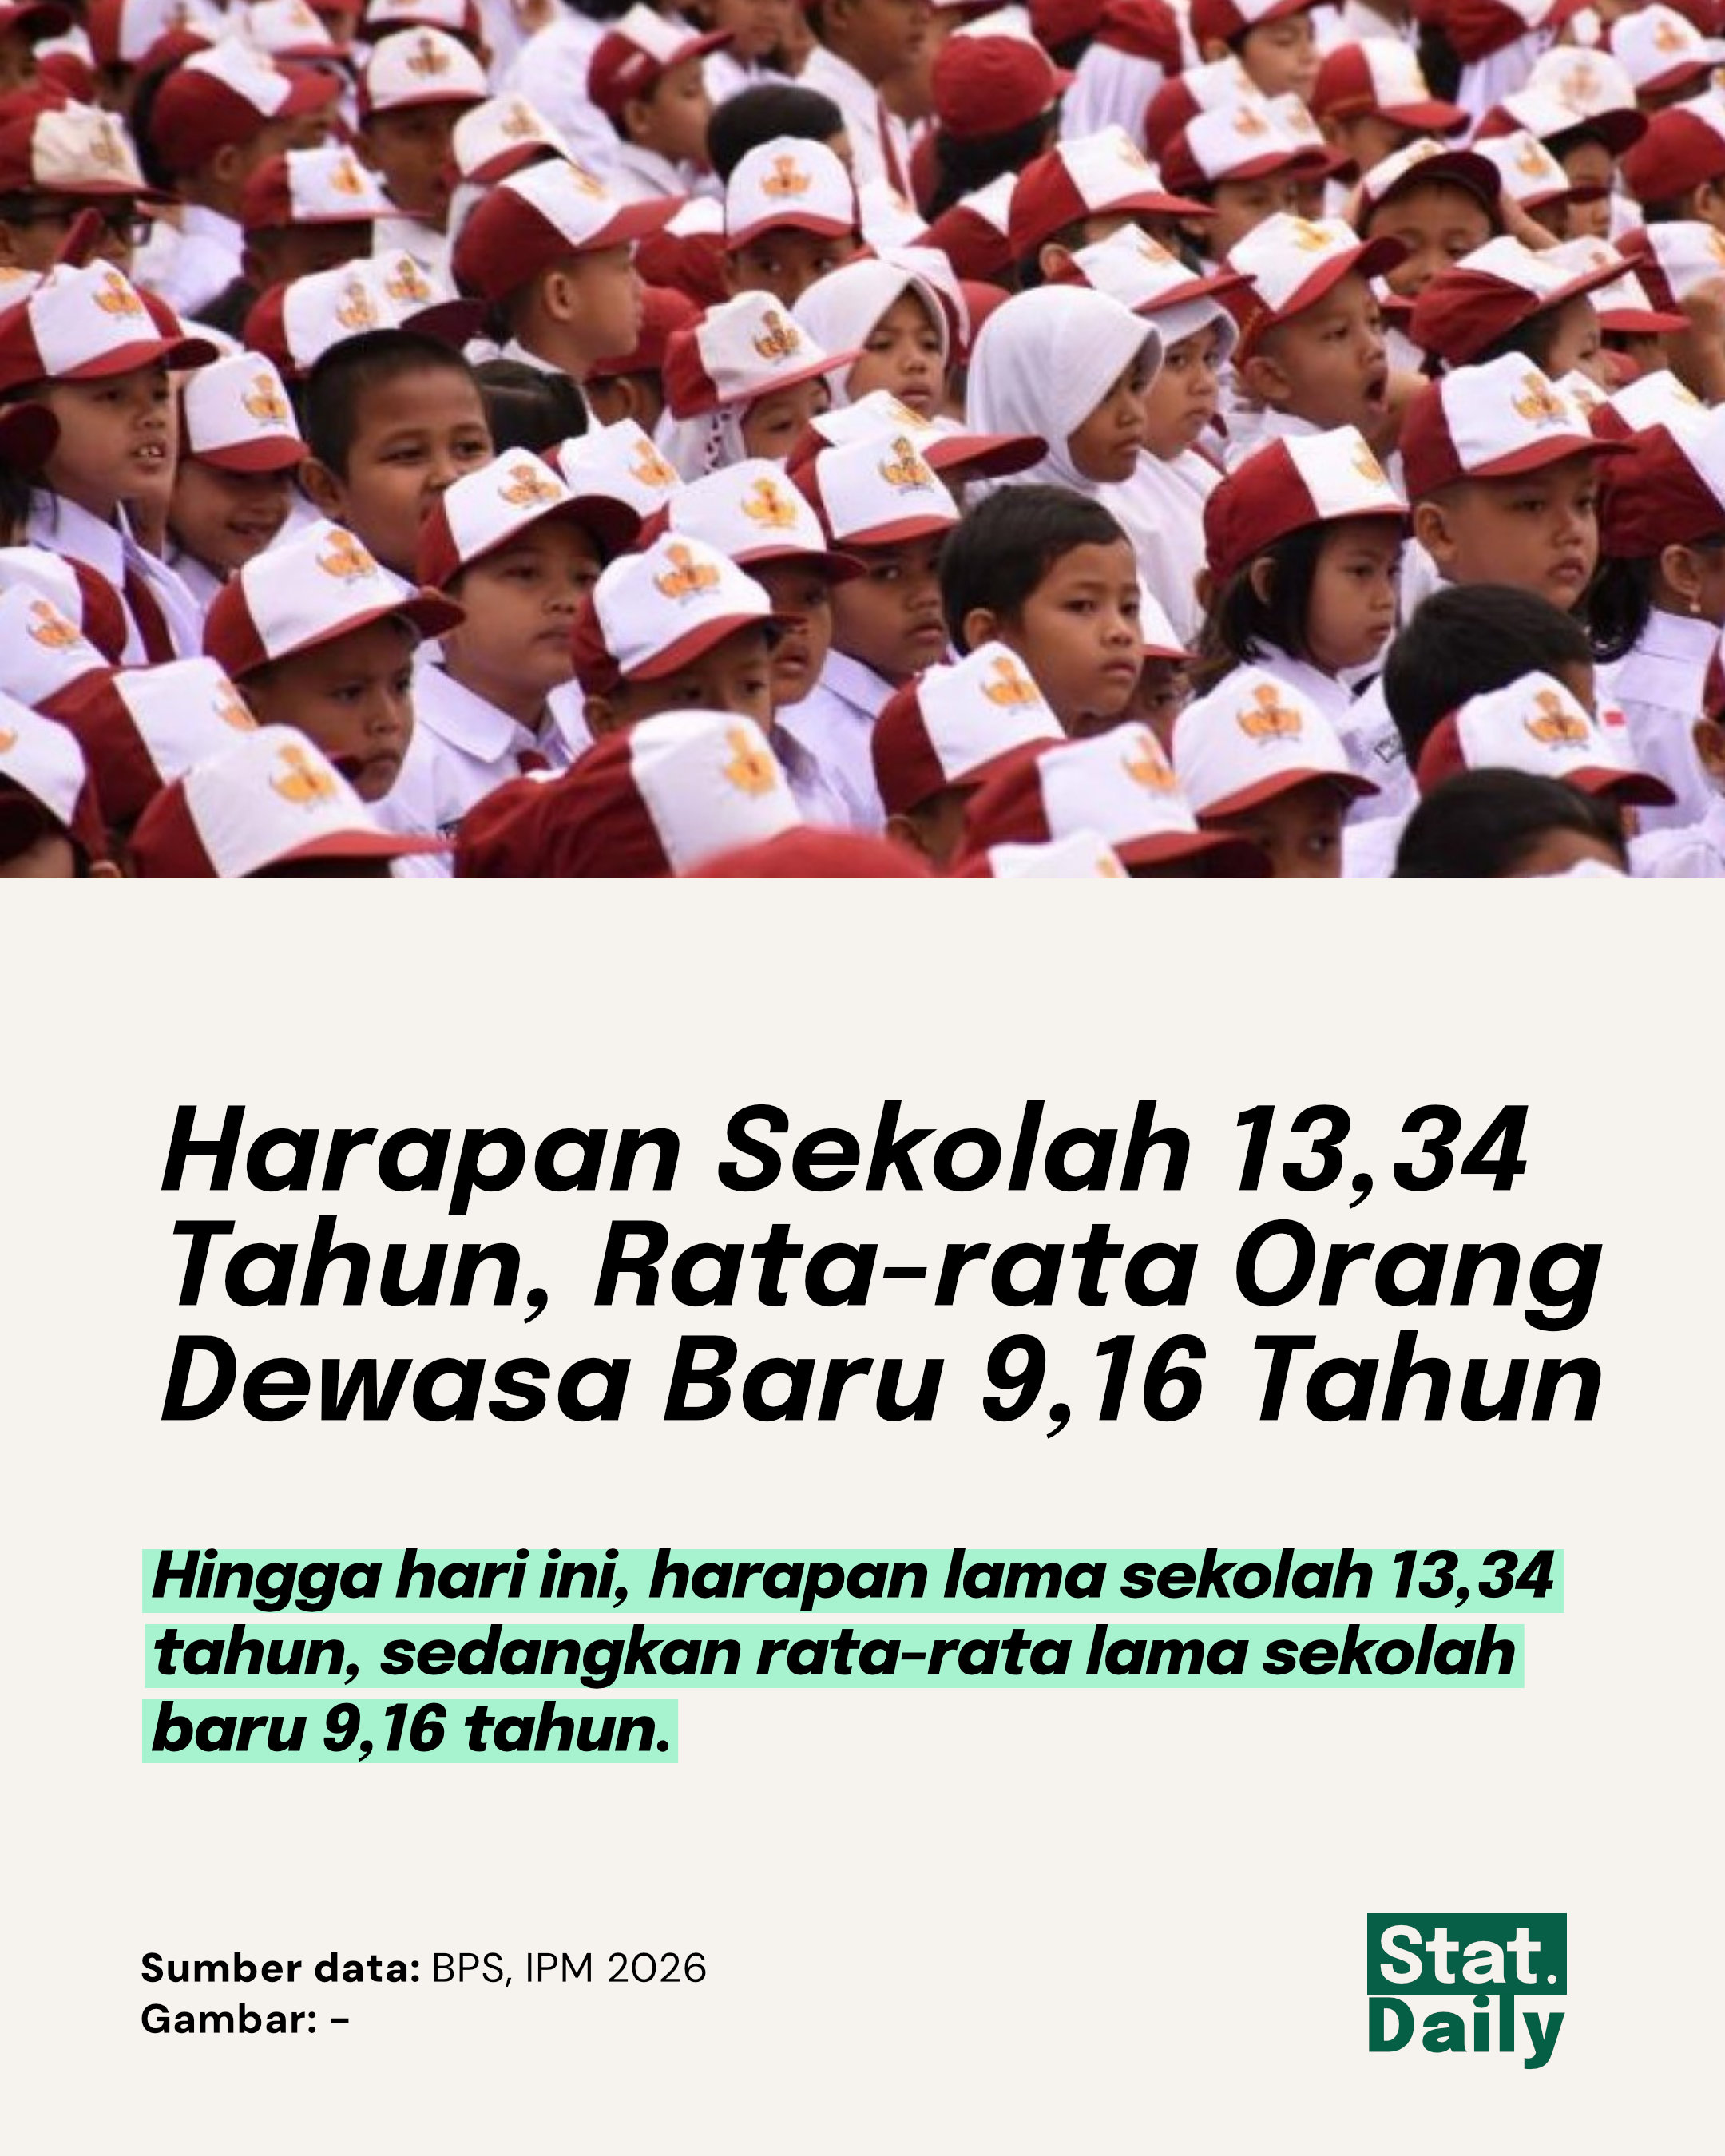 Harapan Sekolah 13,34
Tahun, Rata-rata Orang
Dewasa Baru 9,16 Tahun
Hingga hari ini, harapan lama sekolah 13,34
tahun, sedangkan rata-rata lama sekolah
baru 9,16 tahun.
Sumber data: BPS, IPM 2026
Gambar: -
Stat.
Daily